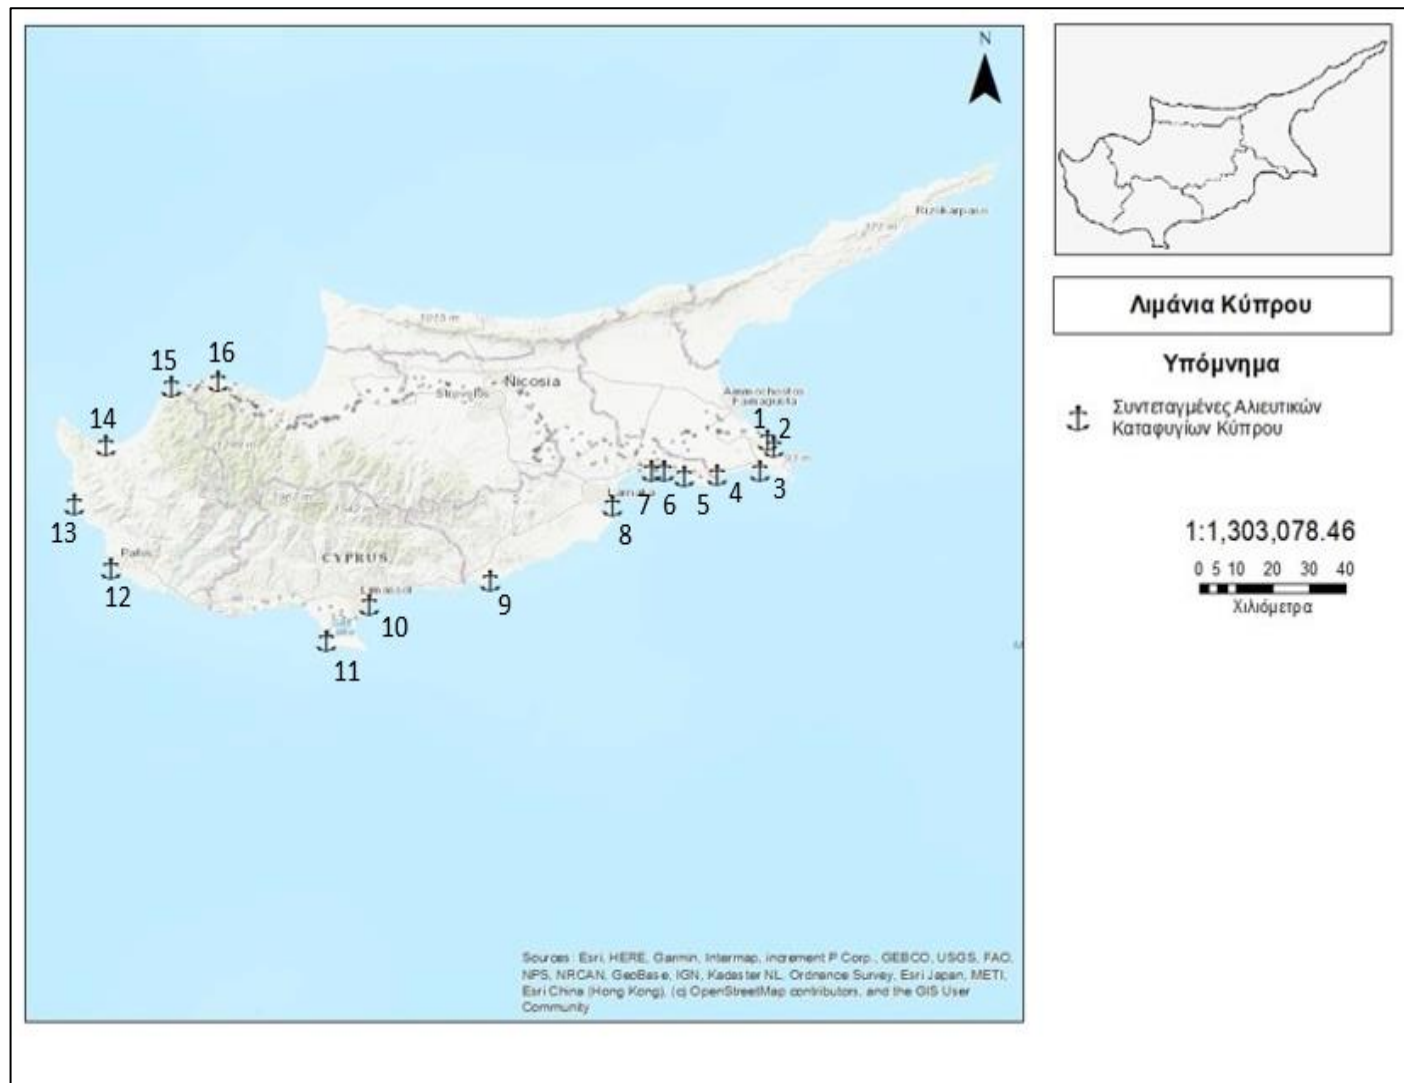 N
Rizokarpaso
Nicosia
Ammochostos
Famagusta
16
15
14
1
2
3
4
5
6
7
8
13
Pafos
CYPRUS
12
9
10
11
Λιμάνια Κύπρου
Υπόμνημα
Συντεταγμένες Αλιευτικών
Καταφυγίων Κύπρου
1:1,303,078.46
0 5 10 20 30 40
Χιλιόμετρα
Sources: Esri, HERE, Garmin, Intermap, increment P Corp., GEBCO, USGS, FAO,
NPS, NRCAN, GeoBase, IGN, Kadaster NL, Ordnance Survey, Esri Japan, METI,
Esri China (Hong Kong), (c) OpenStreetMap contributors, and the GIS User
Community